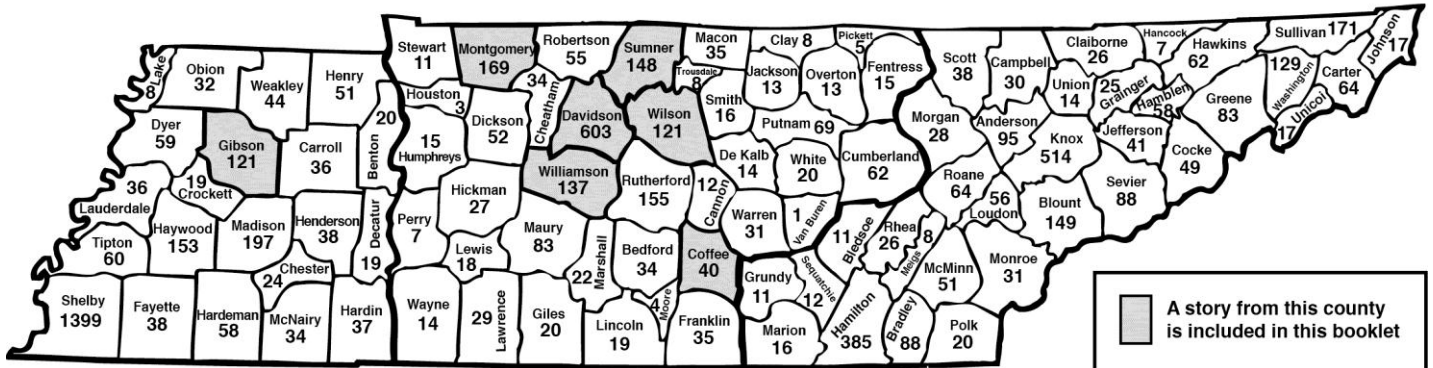 Lake
8
Obion
32
Weakley
44
Henry
51
Dyer
59
Gibson
121
Carroll
36
Benton
20
Lauderdale
36
Crockett
19
Tipton
60
Haywood
153
Madison
197
Henderson
38
Decatur
19
Chester
24
Shelby
1399
Fayette
38
Hardeman
58
McNairy
34
Hardin
37
Stewart
11
Montgomery
169
Robertson
55
Sumner
148
Macon
35
Clay 8
Pickett
5
Trousdale
8
Houston
3
Dickson
52
Cheatham
34
Davidson
603
Wilson
121
Smith
16
Jackson
13
Overton
13
Fentress
15
15
Humphreys
Putnam 69
Hickman
27
Williamson
137
Rutherford
155
Cannon
12
De Kalb
14
White
20
Cumberland
62
Perry
7
Lewis
18
Maury
83
Marshall
22
Bedford
34
Coffee
40
Warren
31
Van Buren
1
Wayne
14
Lawrence
29
Giles
20
Lincoln
19
Moore
4
Franklin
35
Grundy
11
Sequatchie
12
Bledsoe
11
Marion
16
Hamilton
385
Rhea
26
Meigs
8
Bradley
88
McMinn
51
Polk
20
Monroe
31
Scott
38
Campbell
30
Claiborne
26
Hancock
7
Hawkins
62
Sullivan 171
Johnson
17
Morgan
28
Anderson
95
Union
14
Grainger
25
Hamblen
58
Greene
83
Washington
129
Carter
64
Unicoi
17
Roane
64
Knox
514
Jefferson
41
Cocke
49
56
Loudon
Blount
149
Sevier
88
A story from this county
is included in this booklet